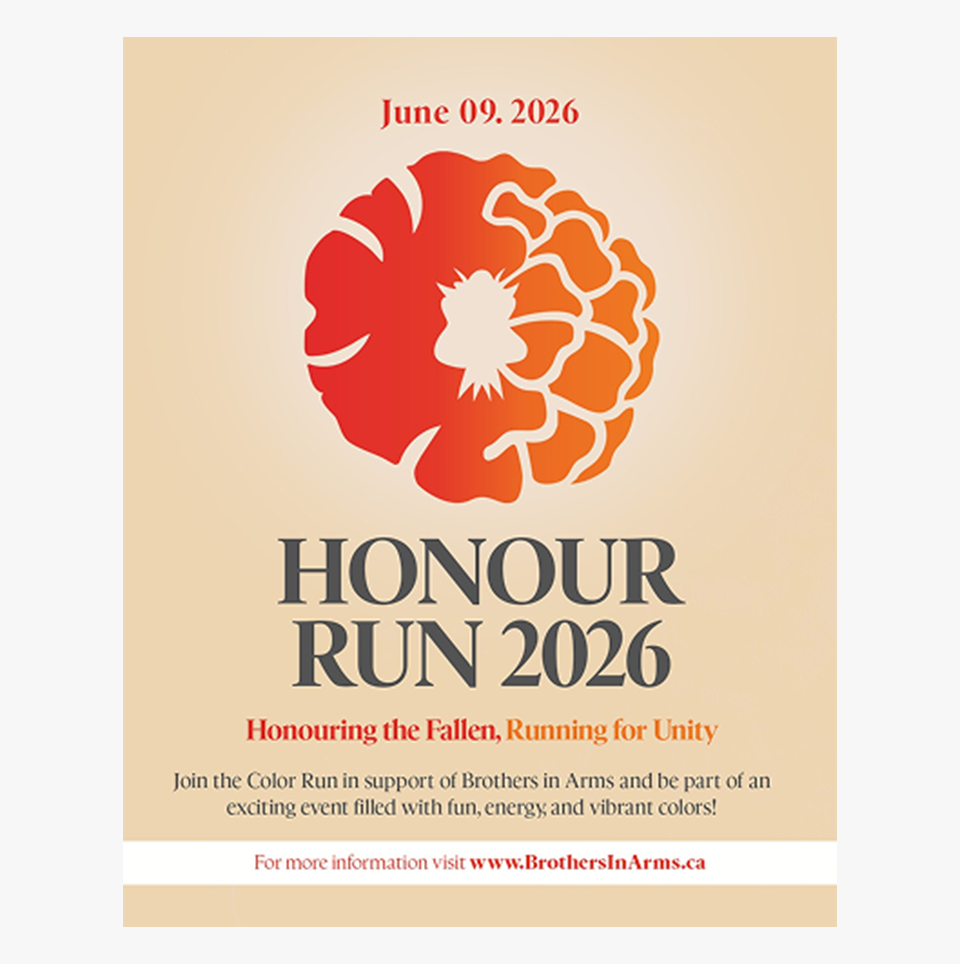 June 09. 2026
HONOUR
RUN 2026
Honouring the Fallen, Running for Unity
Join the Color Run in support of Brothers in Arms and be part of an
exciting event filled with fun, energy, and vibrant colors!
For more information visit www.BrothersInArms.ca